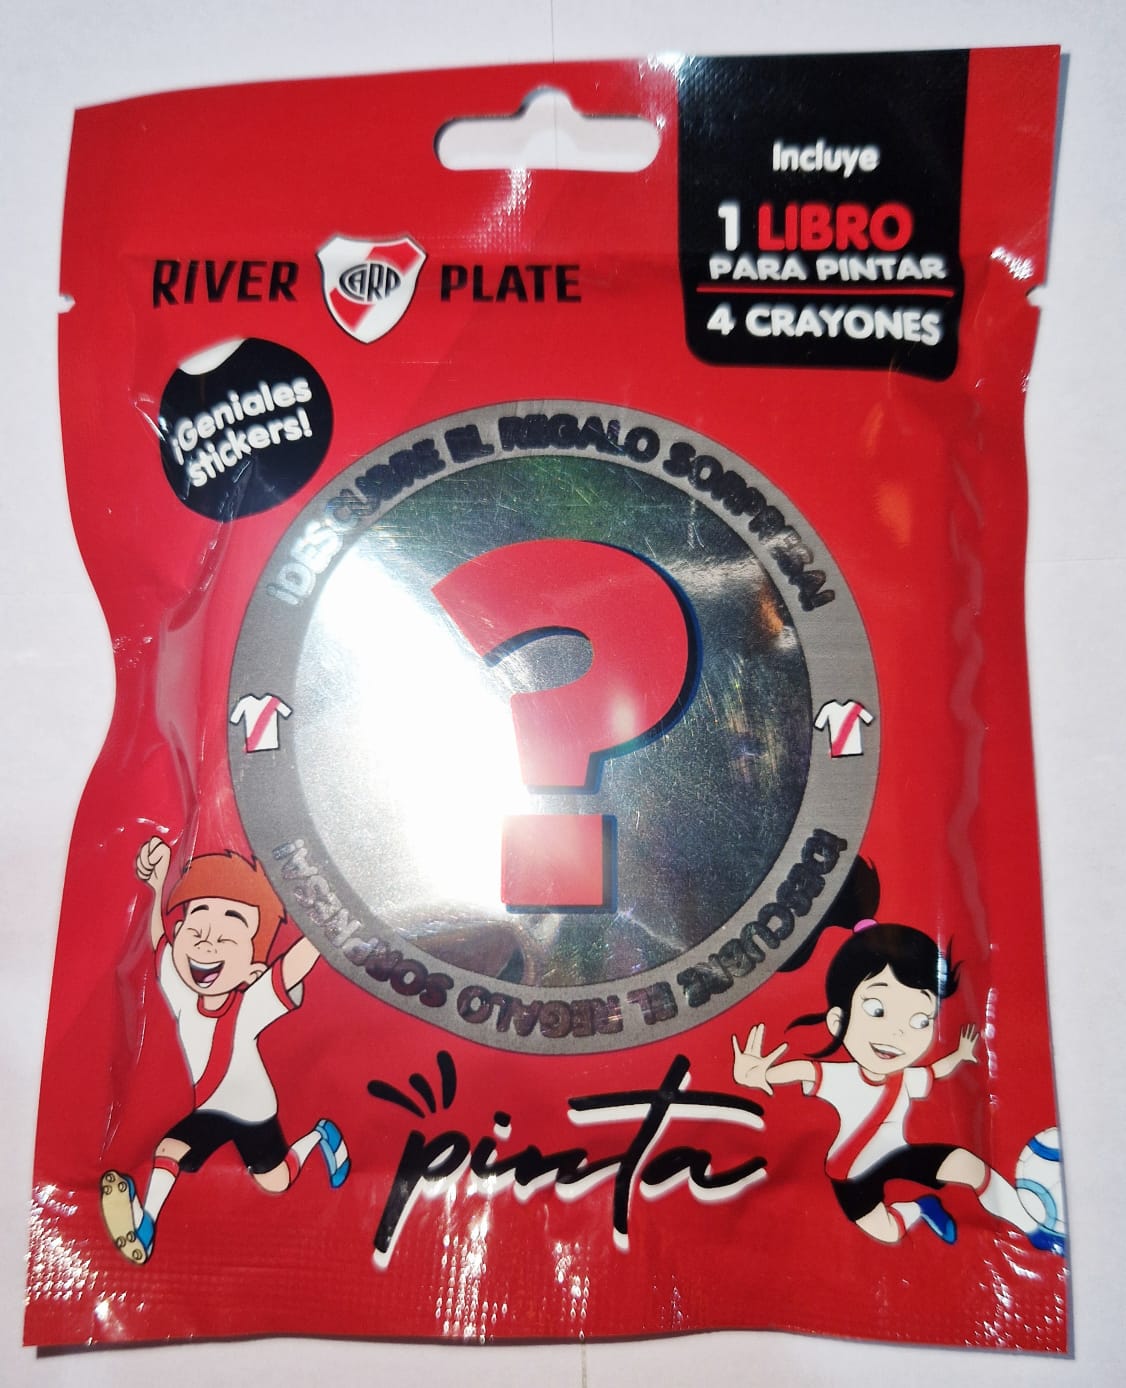 Incluye
1 LIBRO
PARA PINTAR
4 CRAYONES
RIVER CARP PLATE
¡Geniales
stickers!
¡DESCUBRE EL REGALO SORPRESA!
?
¡DESCUBRE EL REGALO SORPRESA!
pinta